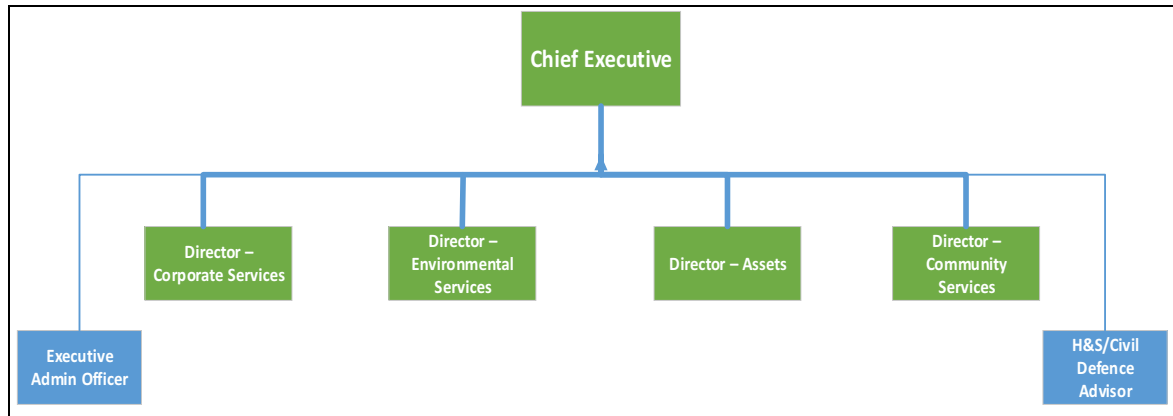 Chief Executive
Director –
Corporate Services
Director –
Environmental
Services
Director – Assets
Director –
Community
Services
Executive
Admin Officer
H&S/Civil
Defence
Advisor